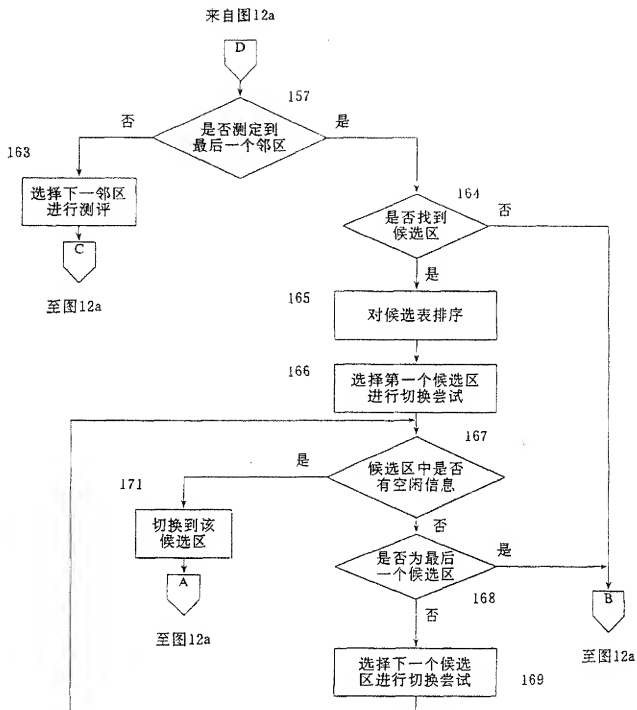 来自图12a
D
157
是否测定到
最后一个邻区
否
是
163
选择下一邻区
进行测评
C
至图12a
164
是否找到
候选区
否
是
165
对候选表排序
166
选择第一个候选区
进行切换尝试
167
候选区中是否
有空闲信息
是
否
171
切换到该
候选区
A
至图12a
是否为最后
一个候选区
是
168
否
B
至图12a
选择下一个候选
区进行切换尝试
169